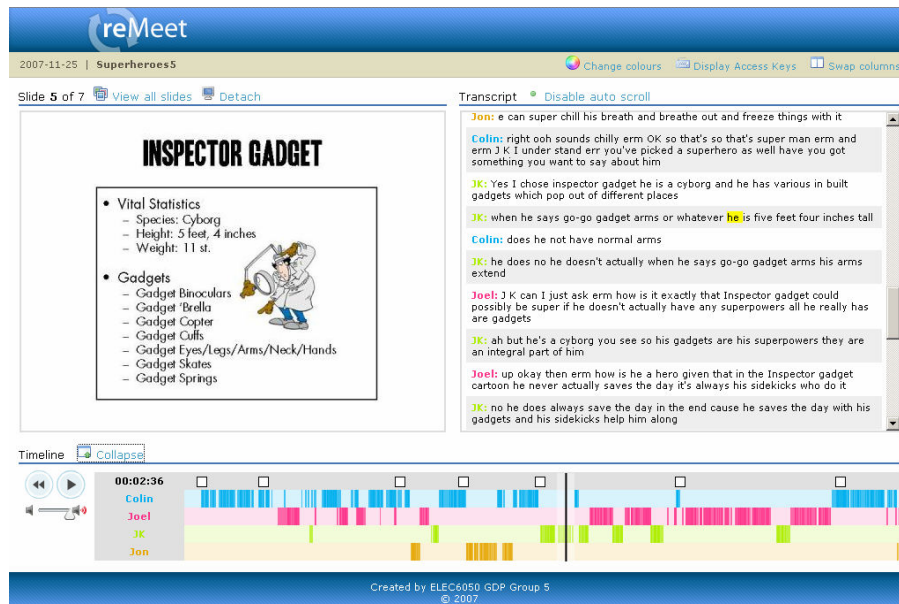 reMeet
2007-11-25 | Superheroes5
Change colours Display Access Keys Swap columns
Slide 5 of 7 View all slides Detach
INSPECTOR GADGET
• Vital Statistics
– Species: Cyborg
– Height: 5 feet, 4 inches
– Weight: 11 st.
• Gadgets
– Gadget Binoculars
– Gadget 'Brella
– Gadget Copter
– Gadget Cuffs
– Gadget Eyes/Legs/Arms/Neck/Hands
– Gadget Skates
– Gadget Springs
Transcript Disable auto scroll
Jon: e can super chill his breath and breathe out and freeze things with it
Colin: right ooh sounds chilly erm OK so that's so that's super man erm and
erm J K I under stand err you've picked a superhero as well have you got
something you want to say about him
JK: Yes I chose inspector gadget he is a cyborg and he has various in built
gadgets which pop out of different places
JK: when he says go-go gadget arms or whatever he is five feet four inches tall
Colin: does he not have normal arms
JK: he does no he doesn't actually when he says go-go gadget arms his arms
extend
Joel: J K can I just ask erm how is it exactly that Inspector gadget could
possibly be super if he doesn't actually have any superpowers all he really has
are gadgets
JK: ah but he's a cyborg you see so his gadgets are his superpowers they are
an integral part of him
Joel: up okay then erm how is he a hero given that in the Inspector gadget
cartoon he never actually saves the day it's always his sidekicks who do it
JK: no he does always save the day in the end cause he saves the day with his
gadgets and his sidekicks help him along
Timeline Collapse
00:02:36
Colin
Joel
JK
Jon
Created by ELEC6050 GDP Group 5
© 2007